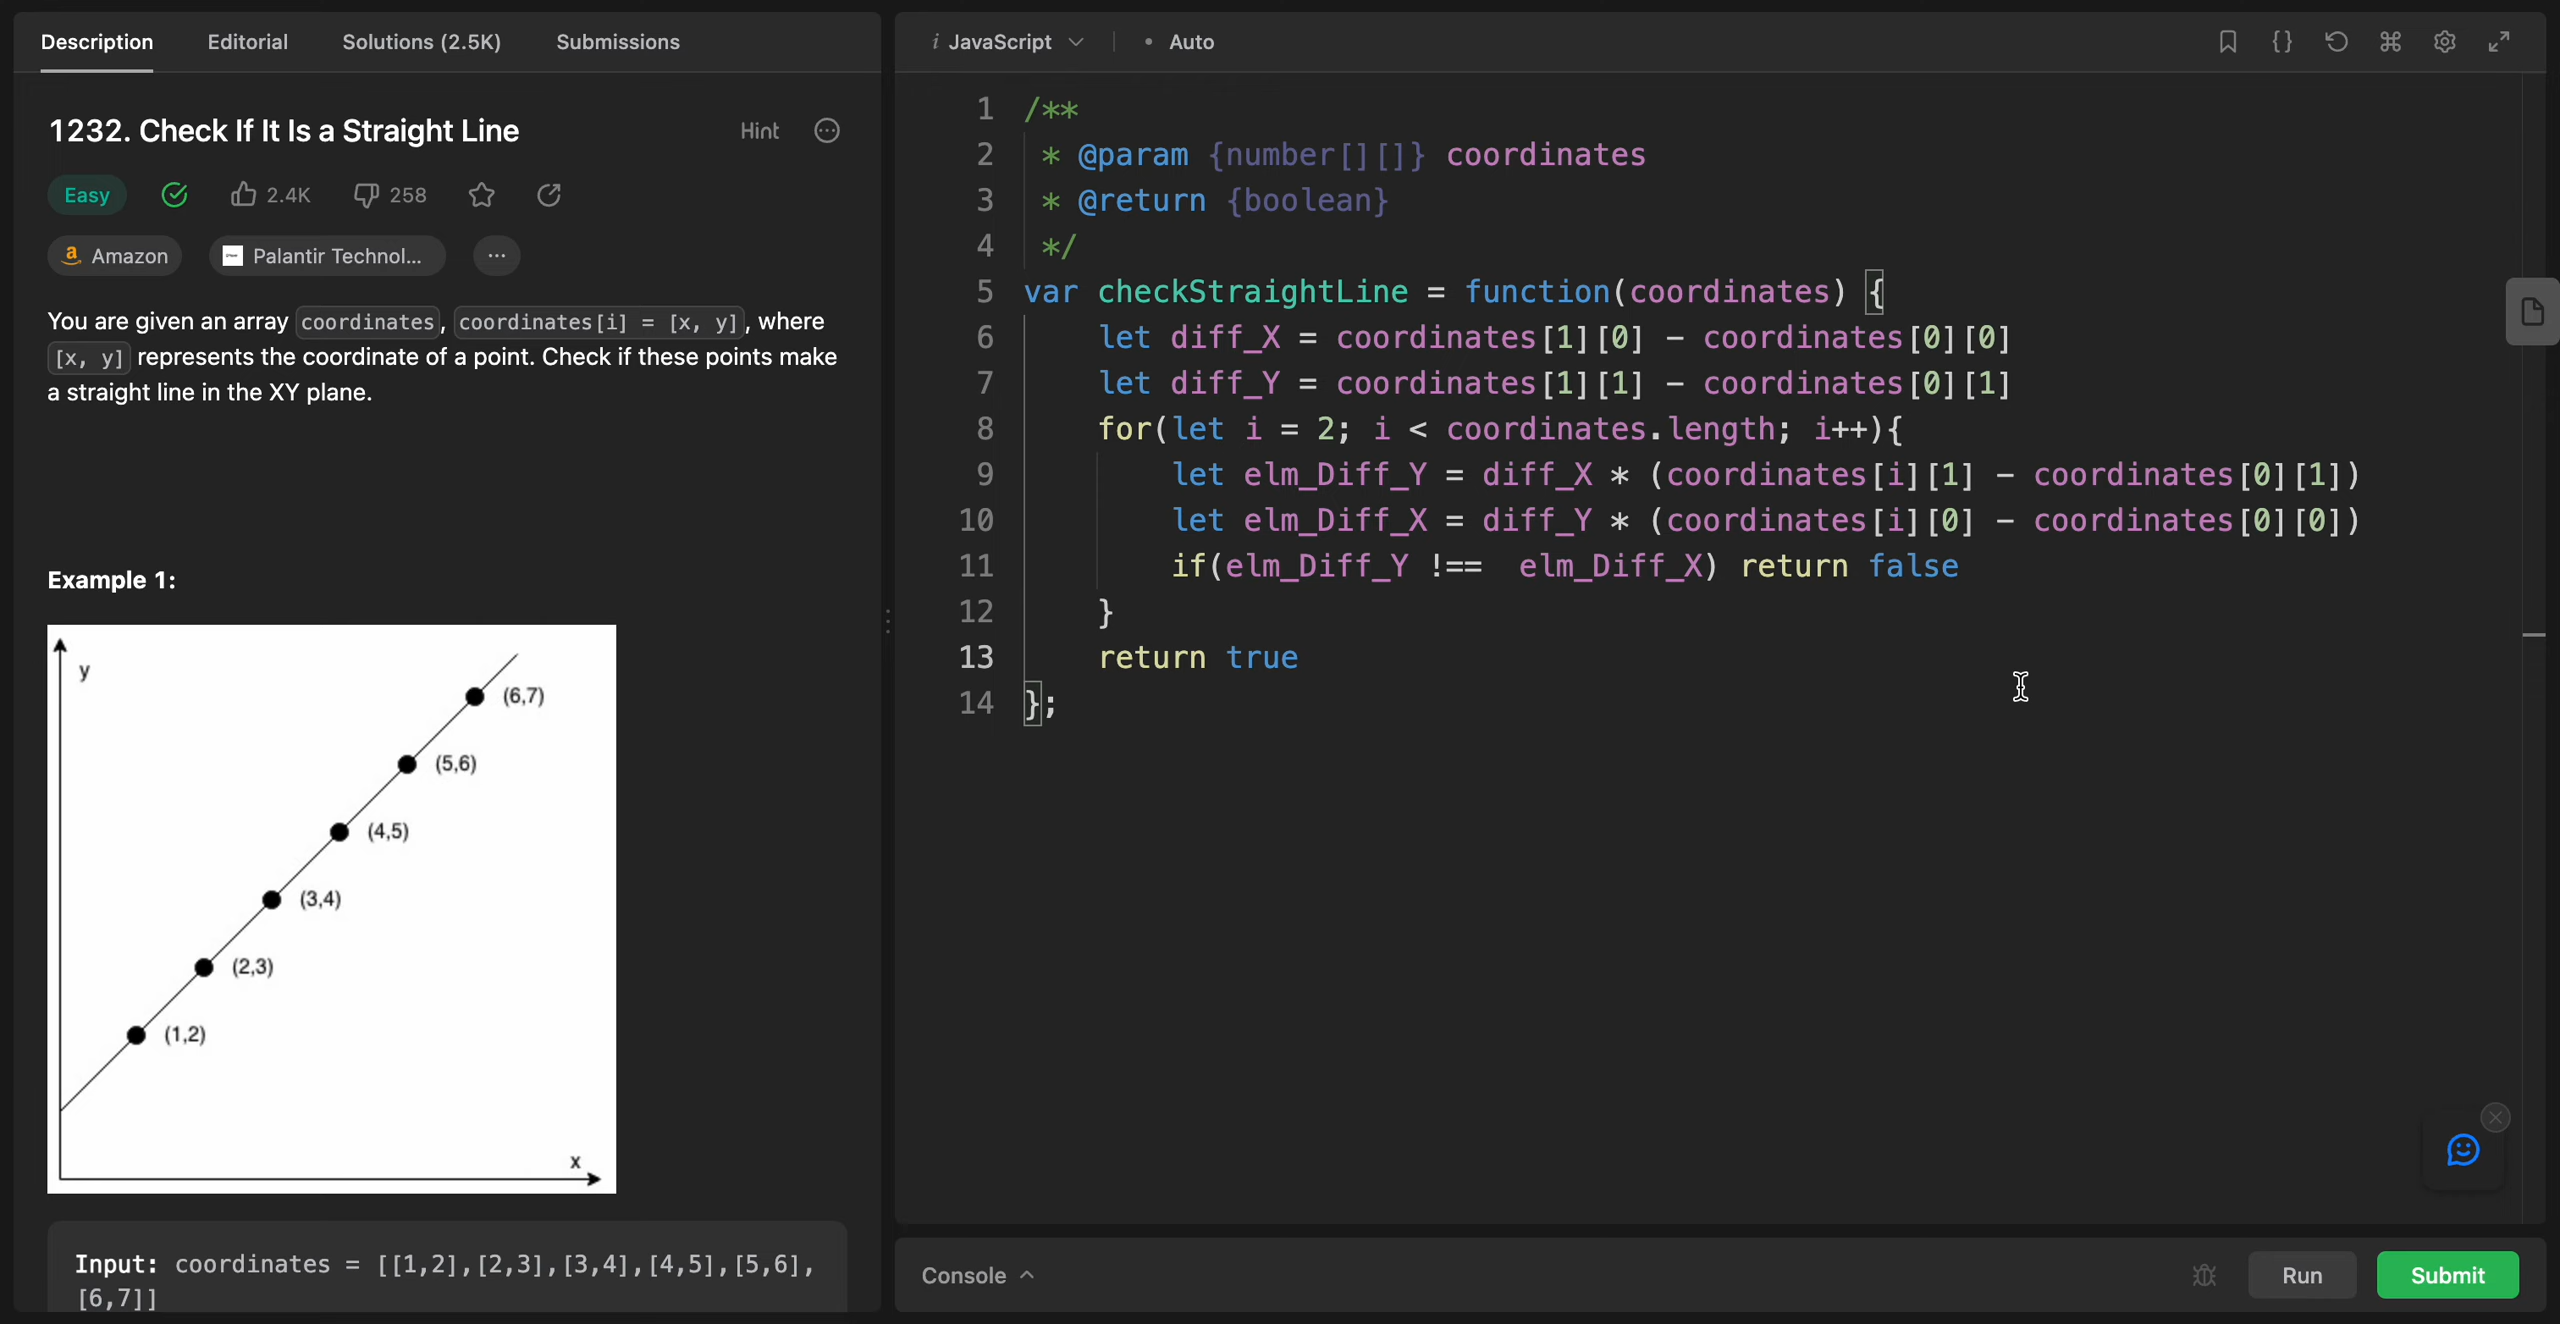 Description Editorial Solutions (2.5K) Submissions
1232. Check If It Is a Straight Line Hint
Easy 2.4K 258
Amazon Palantir Technol... ...
You are given an array coordinates, coordinates[i] = [x, y], where
[x, y] represents the coordinate of a point. Check if these points make
a straight line in the XY plane.
Example 1:
y
(6,7)
(5,6)
(4,5)
(3,4)
(2,3)
(1,2)
x
Input: coordinates = [[1,2],[2,3],[3,4],[4,5],[5,6],
[6,7]]
i JavaScript • Auto
1 /**
2 * @param {number[][]} coordinates
3 * @return {boolean}
4 */
5 var checkStraightLine = function(coordinates) {
6 let diff_X = coordinates[1][0] - coordinates[0][0]
7 let diff_Y = coordinates[1][1] - coordinates[0][1]
8 for(let i = 2; i < coordinates.length; i++){
9 let elm_Diff_Y = diff_X * (coordinates[i][1] - coordinates[0][1])
10 let elm_Diff_X = diff_Y * (coordinates[i][0] - coordinates[0][0])
11 if(elm_Diff_Y !==  elm_Diff_X) return false
12 }
13 return true
14 };
Console Run Submit